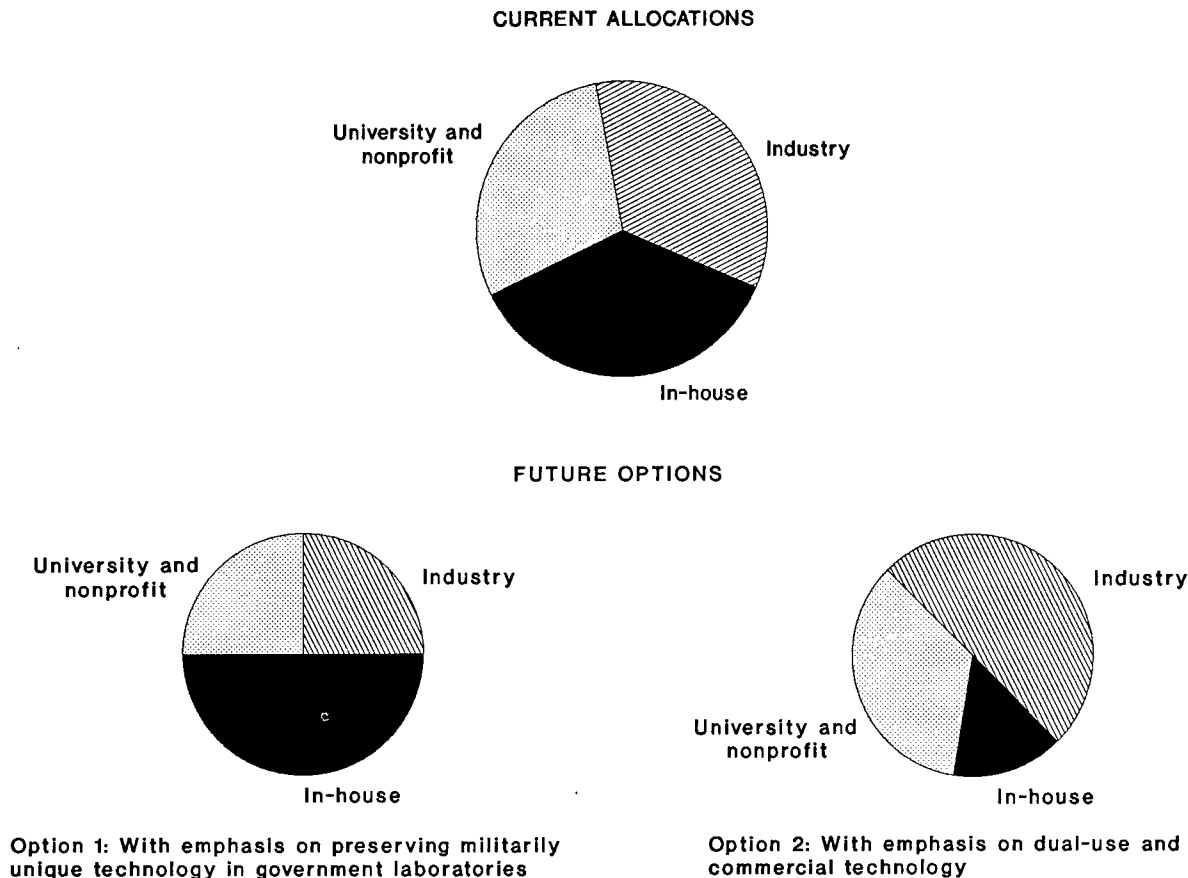 CURRENT ALLOCATIONS
University and
nonprofit
Industry
In-house
FUTURE OPTIONS
University and
nonprofit
Industry
c
In-house
Option 1: With emphasis on preserving militarily
unique technology in government laboratories
Industry
University and
nonprofit
In-house
Option 2: With emphasis on dual-use and
commercial technology